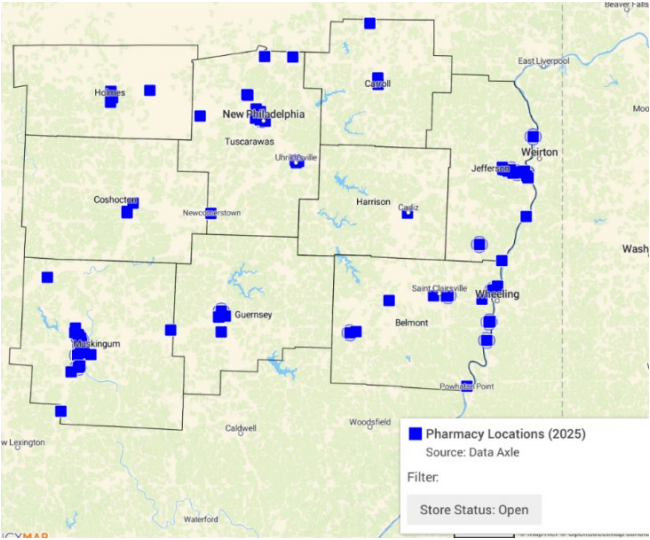 Beaver Falls
East Liverpool
Holmes
Carroll
New Philadelphia
Tuscarawas
Weirton
Uhrichsville
Jefferson
Coshocton
Newcomerstown
Harrison
Cadiz
Wash
Saint Clairsville
Wheeling
Guernsey
Belmont
Muskingum
Powhatan Point
Caldwell
Woodsfield
w Lexington
Waterford
Pharmacy Locations (2025)
Source: Data Axle
Filter:
Store Status: Open
ICYMAP